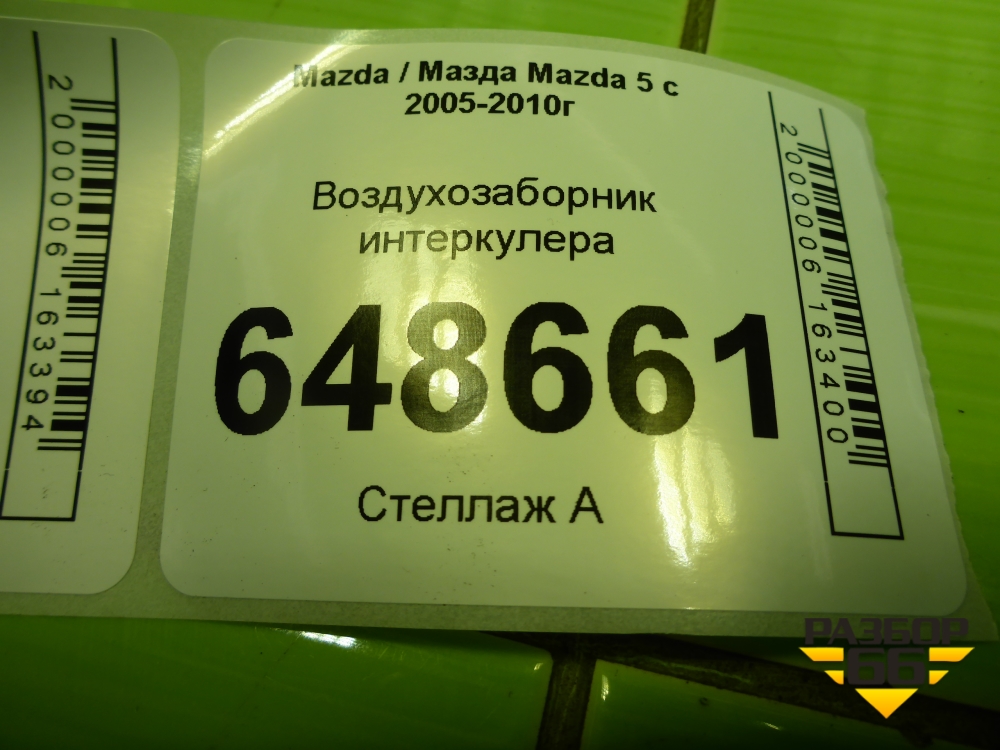 Mazda / Мазда Mazda 5 с
2005-2010г
Воздухозаборник
интеркулера
648661
Стеллаж А
2000006163400
2000006163394
РАЗБОР
66